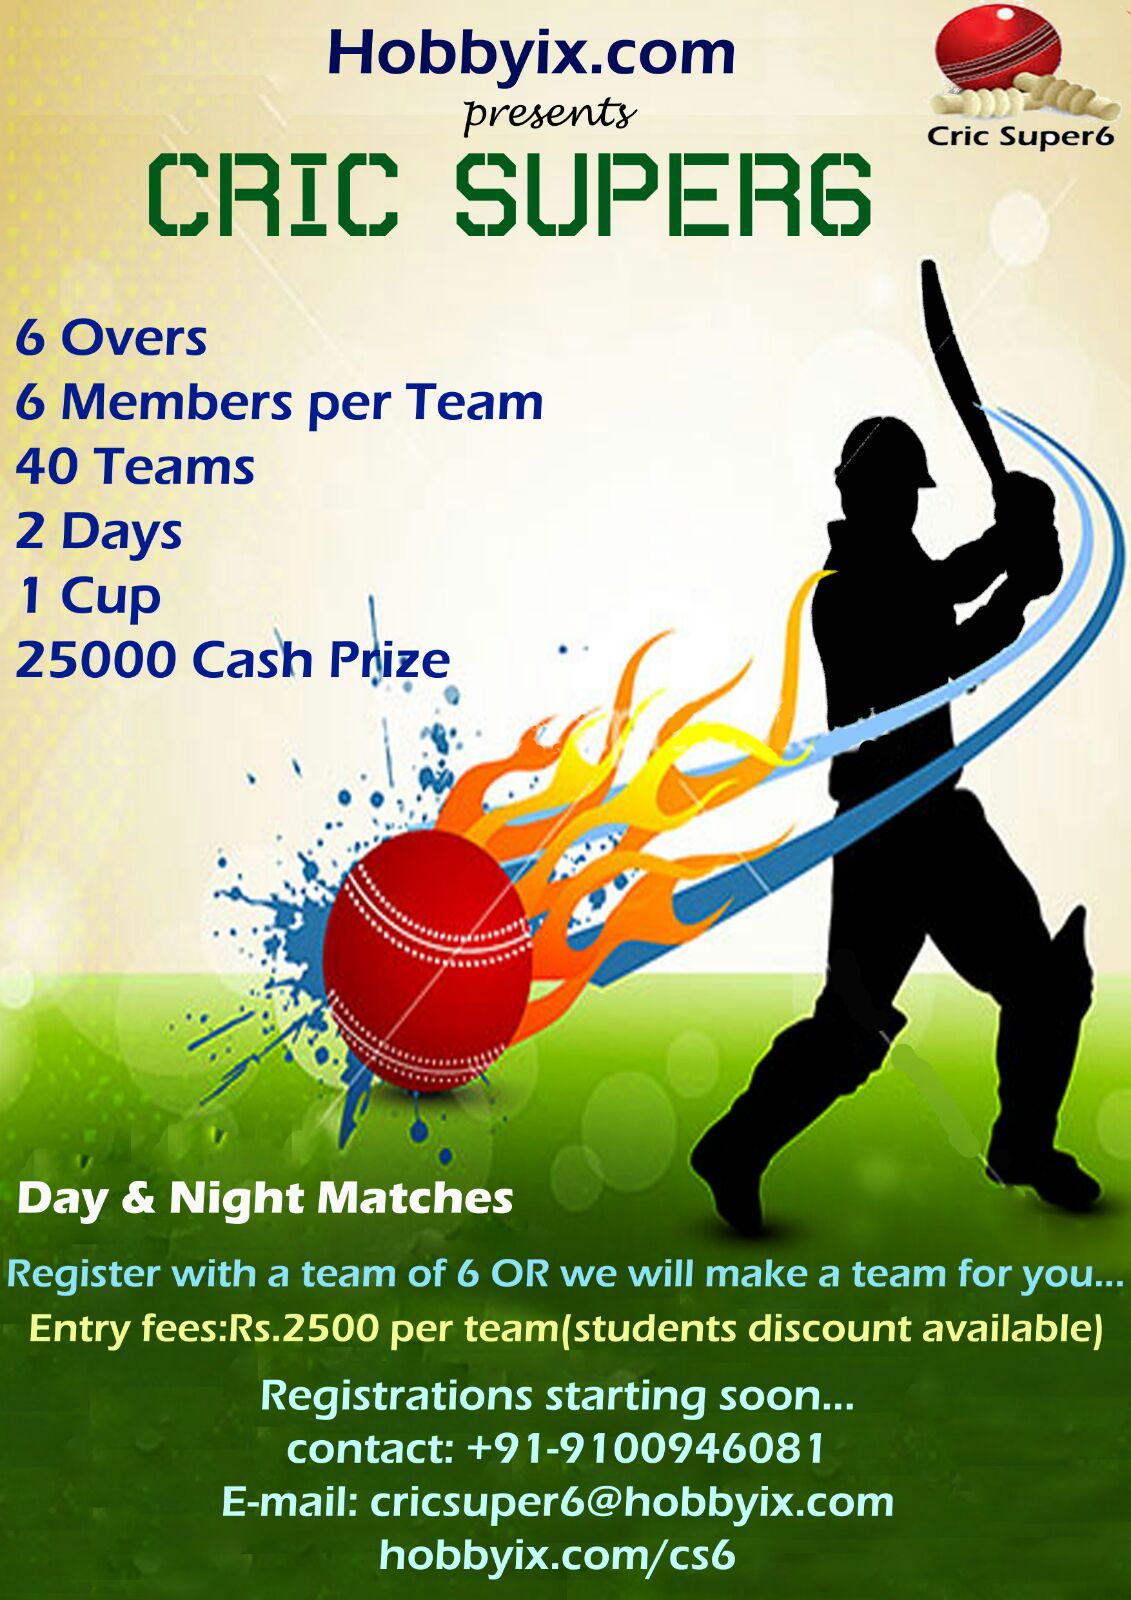 Hobbyix.com
presents
CRIC SUPER6
Cric Super6
6 Overs
6 Members per Team
40 Teams
2 Days
1 Cup
25000 Cash Prize
Day & Night Matches
Register with a team of 6 OR we will make a team for you...
Entry fees:Rs.2500 per team(students discount available)
Registrations starting soon...
contact: +91-9100946081
E-mail: cricsuper6@hobbyix.com
hobbyix.com/cs6